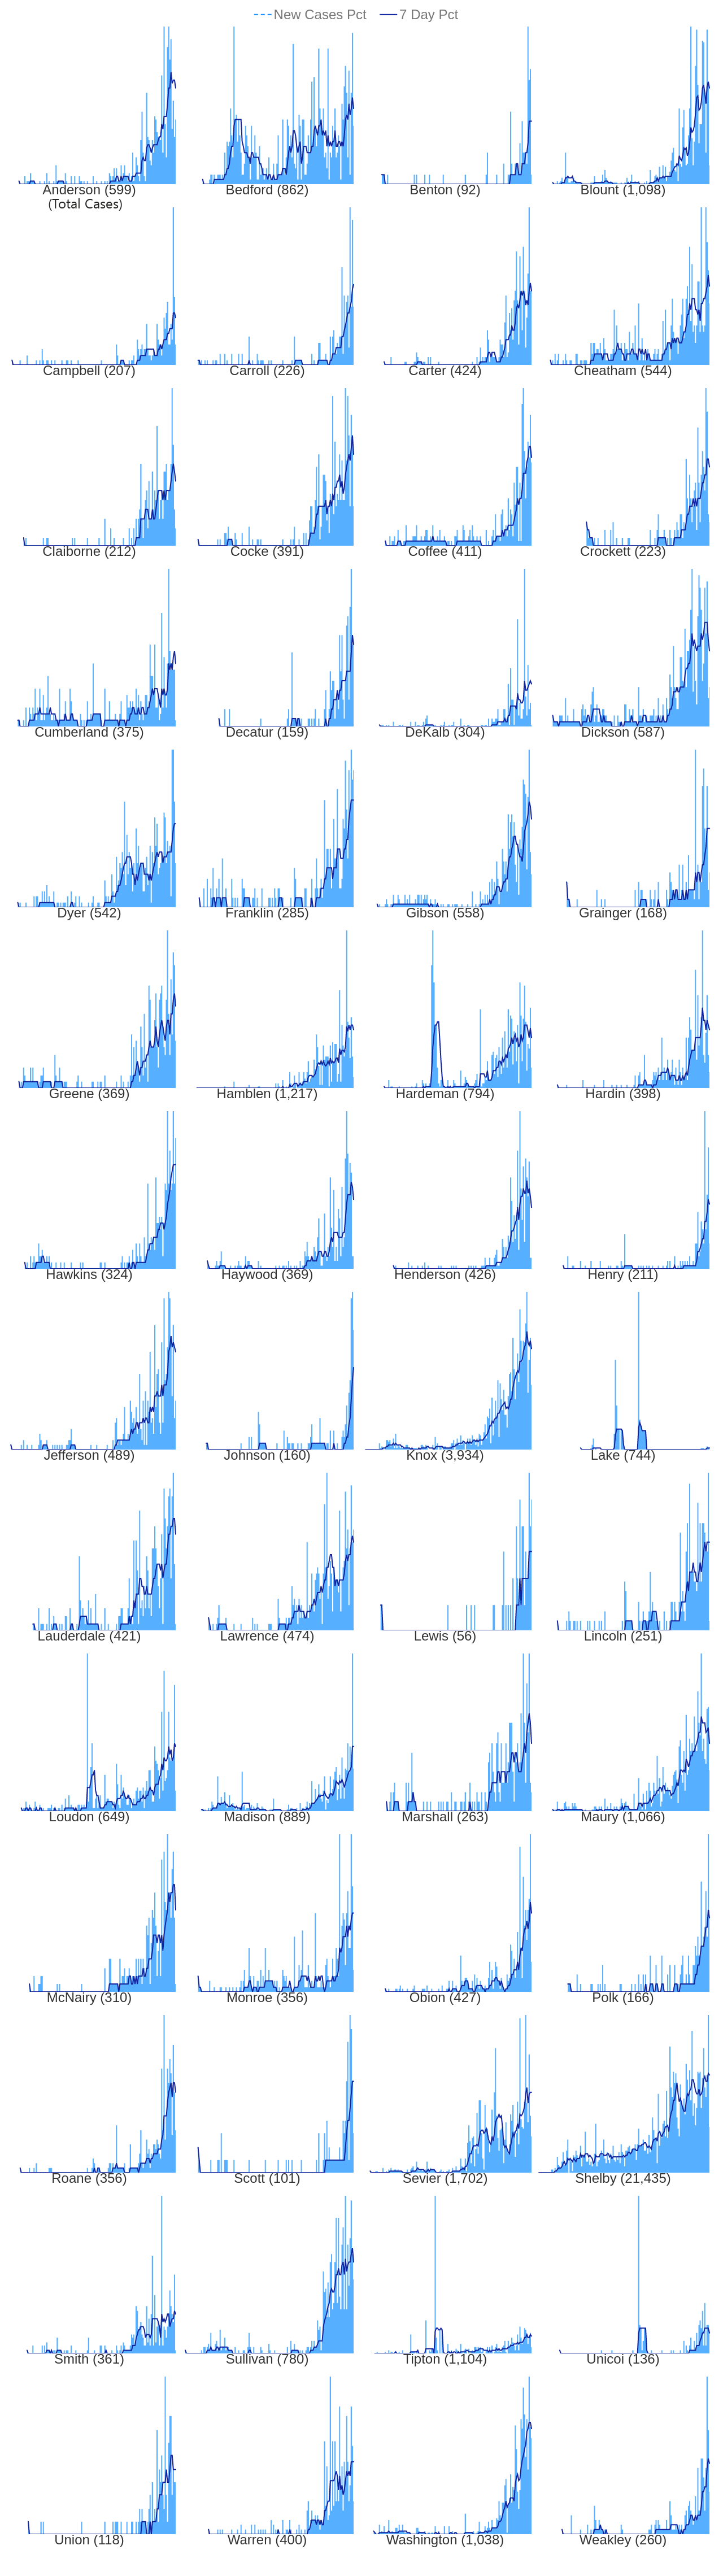 New Cases Pct 7 Day Pct
Anderson (599) Bedford (862) Benton (92) Blount (1,098)
(Total Cases)
Campbell (207) Carroll (226) Carter (424) Cheatham (544)
Claiborne (212) Cocke (391) Coffee (411) Crockett (223)
Cumberland (375) Decatur (159) DeKalb (304) Dickson (587)
Dyer (542) Franklin (285) Gibson (558) Grainger (168)
Greene (369) Hamblen (1,217) Hardeman (794) Hardin (398)
Hawkins (324) Haywood (369) Henderson (426) Henry (211)
Jefferson (489) Johnson (160) Knox (3,934) Lake (744)
Lauderdale (421) Lawrence (474) Lewis (56) Lincoln (251)
Loudon (649) Madison (889) Marshall (263) Maury (1,066)
McNairy (310) Monroe (356) Obion (427) Polk (166)
Roane (356) Scott (101) Sevier (1,702) Shelby (21,435)
Smith (361) Sullivan (780) Tipton (1,104) Unicoi (136)
Union (118) Warren (400) Washington (1,038) Weakley (260)